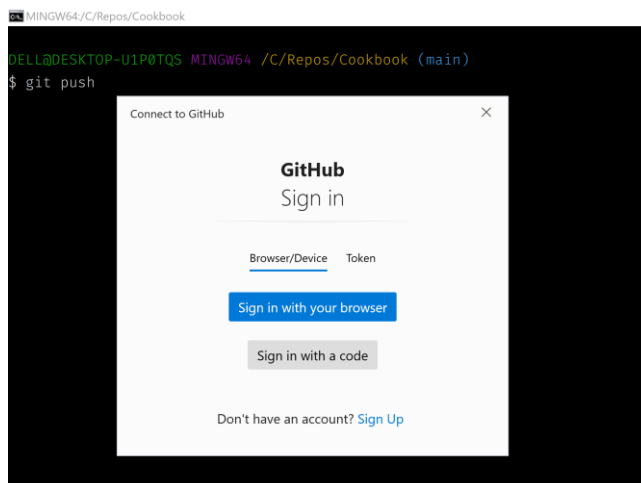 MINGW64:/C/Repos/Cookbook
DELL@DESKTOP-U1P0TQS MINGW64 /C/Repos/Cookbook (main)
$ git push
Connect to GitHub
GitHub
Sign in
Browser/Device Token
Sign in with your browser
Sign in with a code
Don't have an account? Sign Up